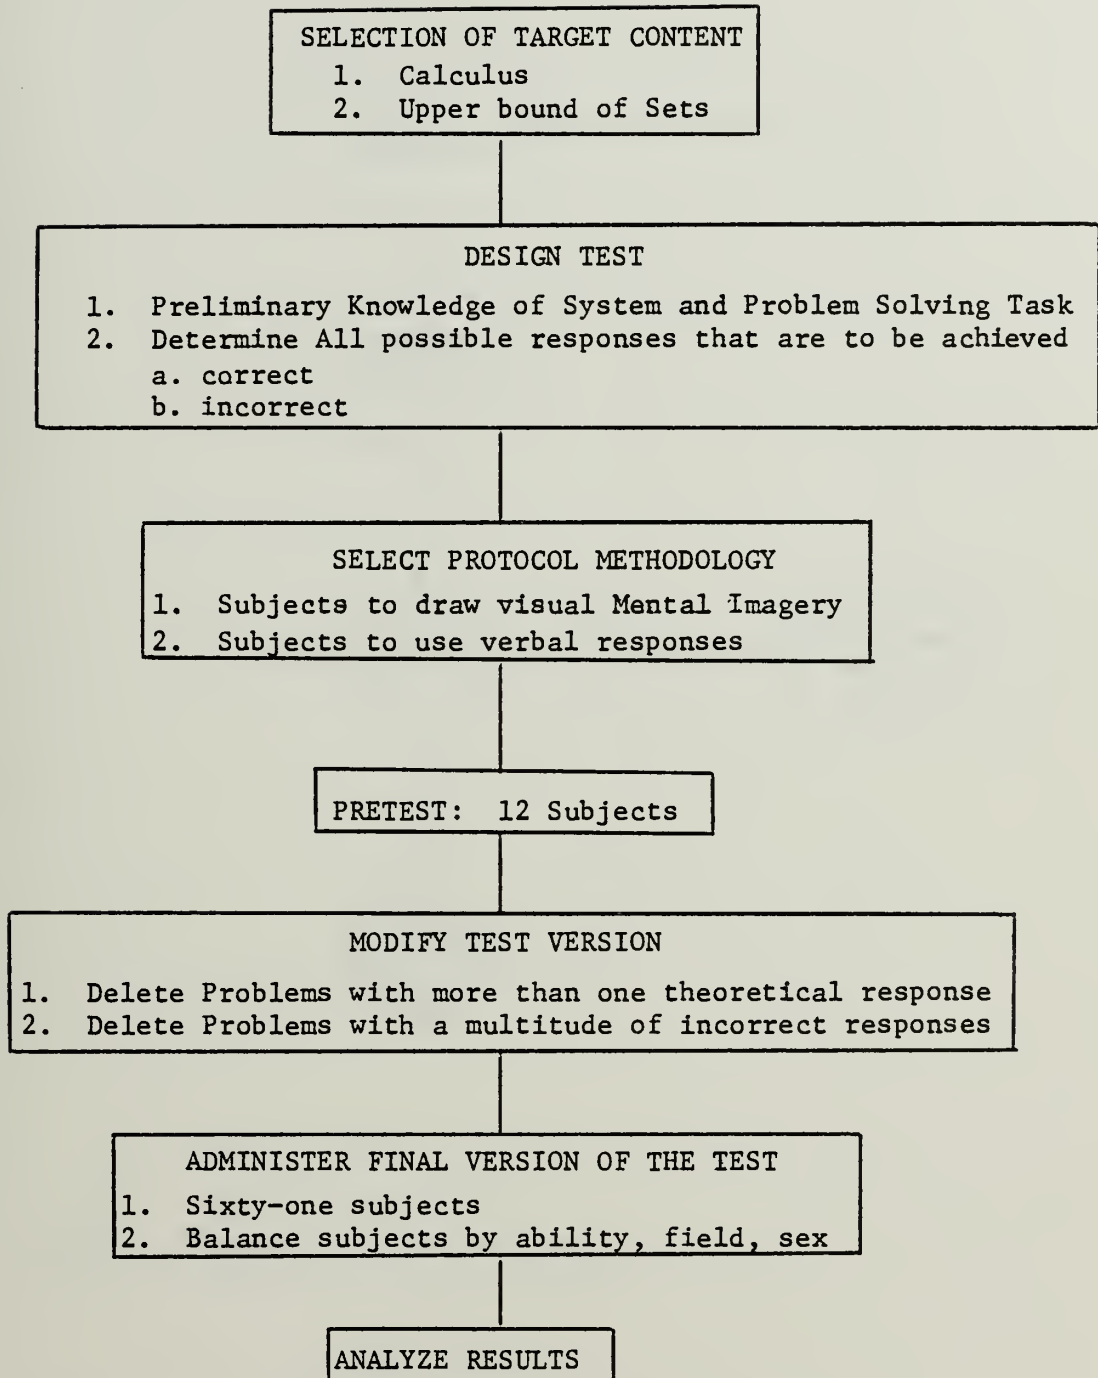 SELECTION OF TARGET CONTENT
1. Calculus
2. Upper bound of Sets
DESIGN TEST
1. Preliminary Knowledge of System and Problem Solving Task
2. Determine All possible responses that are to be achieved
a. correct
b. incorrect
SELECT PROTOCOL METHODOLOGY
1. Subjects to draw visual Mental Imagery
2. Subjects to use verbal responses
PRETEST: 12 Subjects
MODIFY TEST VERSION
1. Delete Problems with more than one theoretical response
2. Delete Problems with a multitude of incorrect responses
ADMINISTER FINAL VERSION OF THE TEST
1. Sixty-one subjects
2. Balance subjects by ability, field, sex
ANALYZE RESULTS